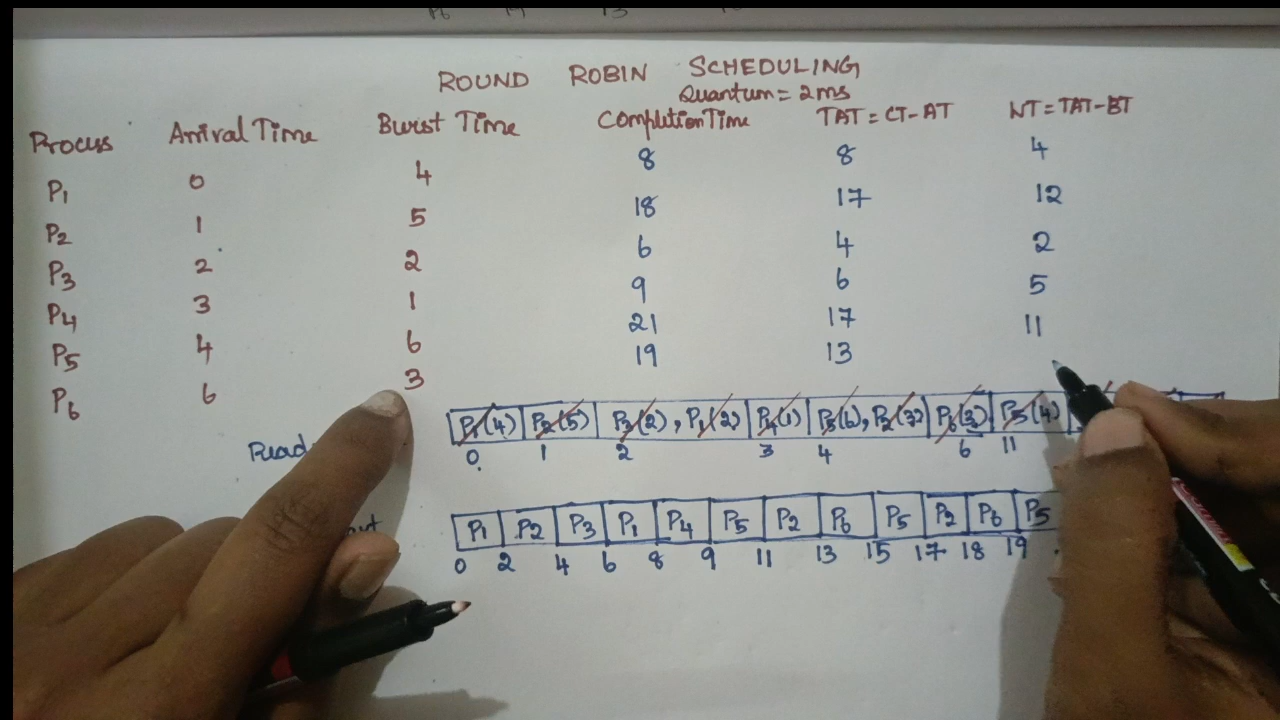 ROUND ROBIN SCHEDULING
Quantum = 2ms
Process Arrival Time Burst Time Completion Time TAT = CT - AT WT = TAT - BT
P1 0 4 8 8 4
P2 1 5 18 17 12
P3 2 2 6 4 2
P4 3 1 9 6 5
P5 4 6 21 17 11
P6 6 3 19 13
P1(4) P2(5) P3(2), P1(2) P4(1) P5(6), P2(3) P6(3) P5(4)
0 1 2 3 4 6 11
P1 P2 P3 P1 P4 P5 P2 P6 P5 P2 P6 P5
0 2 4 6 8 9 11 13 15 17 18 19